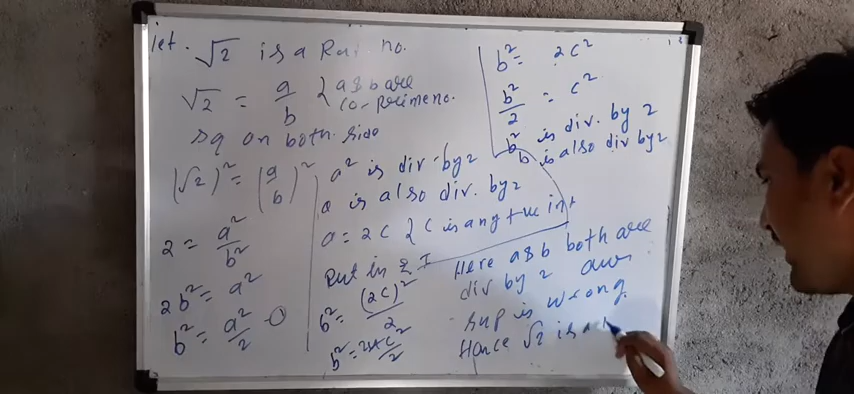 let. √2 is a Rat. no.
√2 = a/b { a & b are
co-prime no.
sq on both side
(√2)² = (a/b)²
2 = a²/b²
2b² = a²
b² = a²/2 -①
a² is div. by 2
a is also div. by 2
a = 2c { c is any +ve int
Put in I
b² = (2c)²/2
b² = c²/2
b² = 2c²
b²/2 = c²
b² is div. by 2
b is also div by 2
Here a & b both are
div by 2 our
sup is wrong.
Hance √2 is